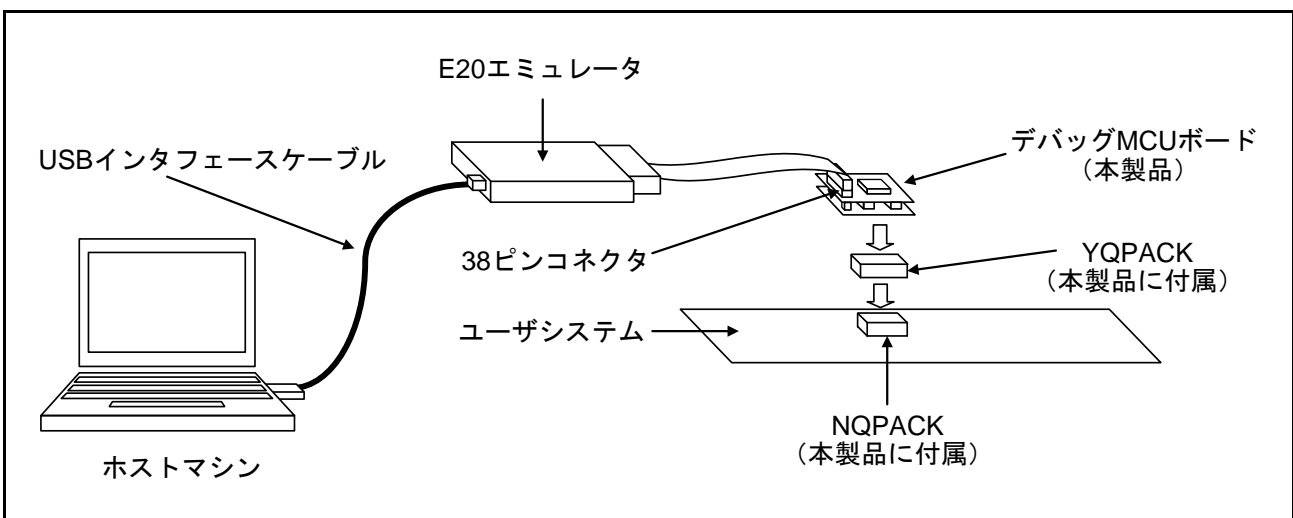 E20エミュレータ
USBインタフェースケーブル
デバッグMCUボード
（本製品）
38ピンコネクタ
YQPACK
（本製品に付属）
ユーザシステム
NQPACK
（本製品に付属）
ホストマシン